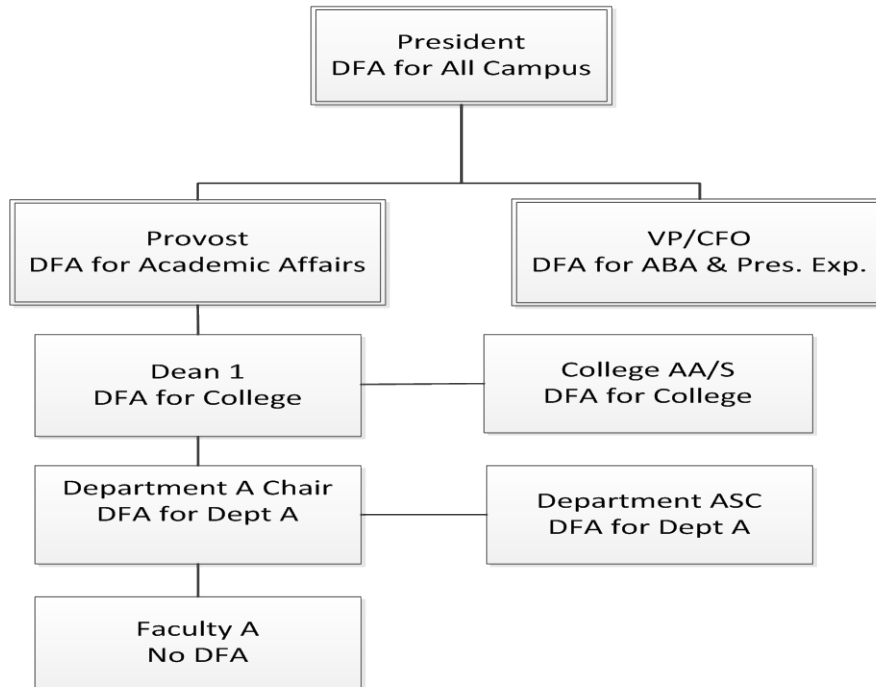 President
DFA for All Campus
Provost
DFA for Academic Affairs
VP/CFO
DFA for ABA & Pres. Exp.
Dean 1
DFA for College
College AA/S
DFA for College
Department A Chair
DFA for Dept A
Department ASC
DFA for Dept A
Faculty A
No DFA